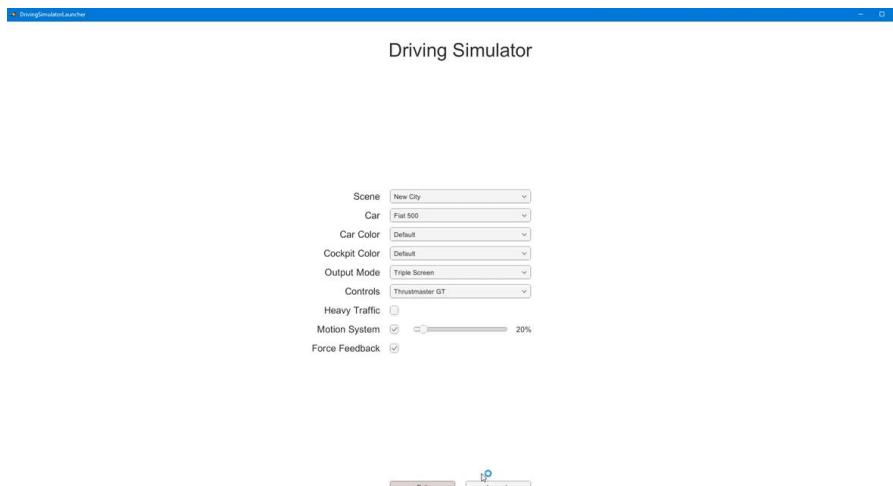 DrivingSimulatorLauncher
Driving Simulator
Scene New City
Car Fiat 500
Car Color Default
Cockpit Color Default
Output Mode Triple Screen
Controls Thrustmaster GT
Heavy Traffic
Motion System 20%
Force Feedback